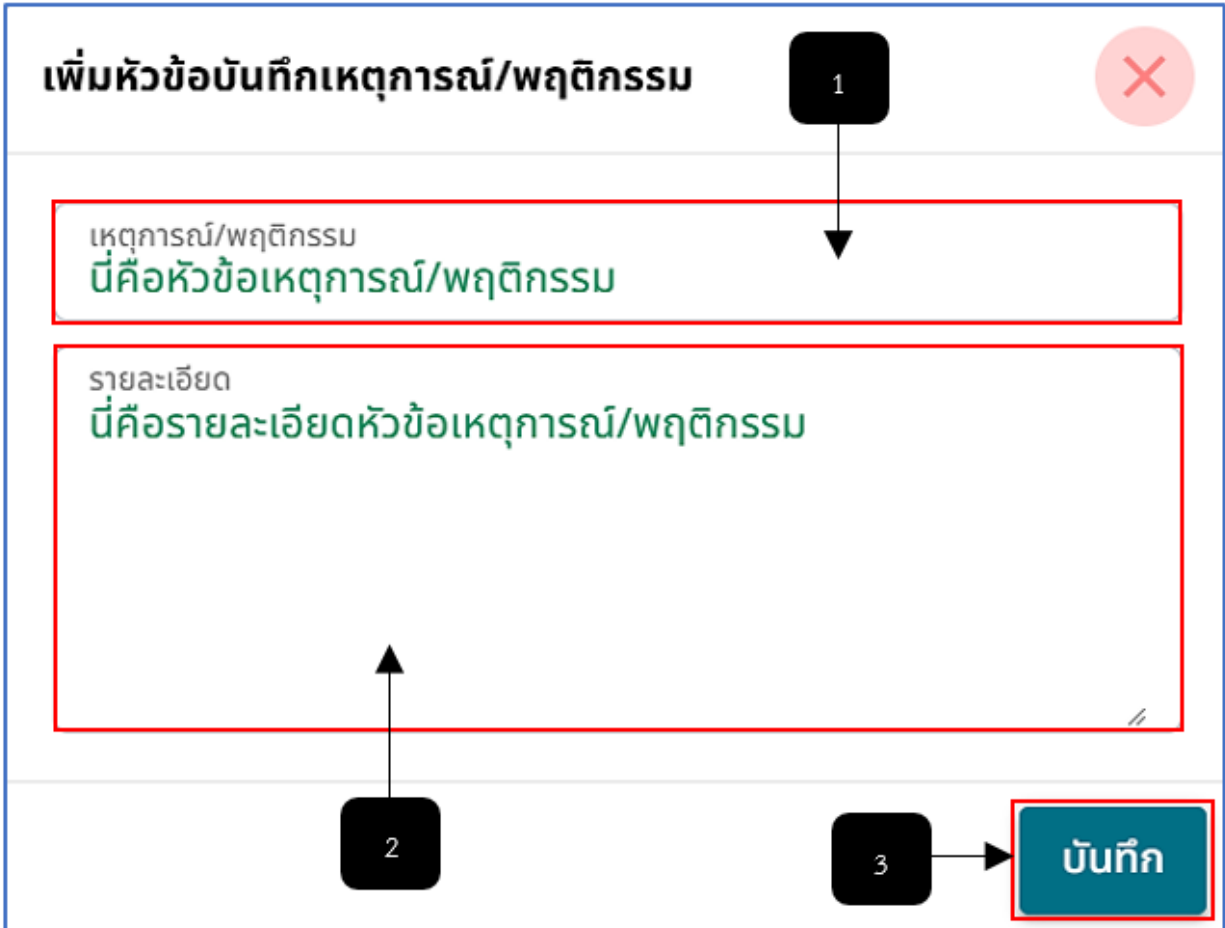 เพิ่มหัวข้อบันทึกเหตุการณ์/พฤติกรรม
1
เหตุการณ์/พฤติกรรม
นี่คือหัวข้อเหตุการณ์/พฤติกรรม
รายละเอียด
นี่คือรายละเอียดหัวข้อเหตุการณ์/พฤติกรรม
2
3
บันทึก